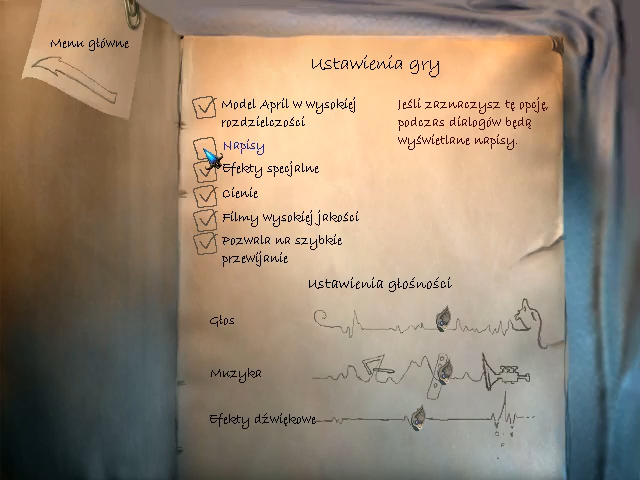 Menu główne
Ustawienia gry
Model April w wysokiej
rozdzielczości
Napisy
Efekty specjalne
Cienie
Filmy wysokiej jakości
Pozwala na szybkie
przewijanie
Jeśli zaznaczysz tę opcję,
podczas dialogów będą
wyświetlane napisy.
Ustawienia głośności
Głos
Muzyka
Efekty dźwiękowe